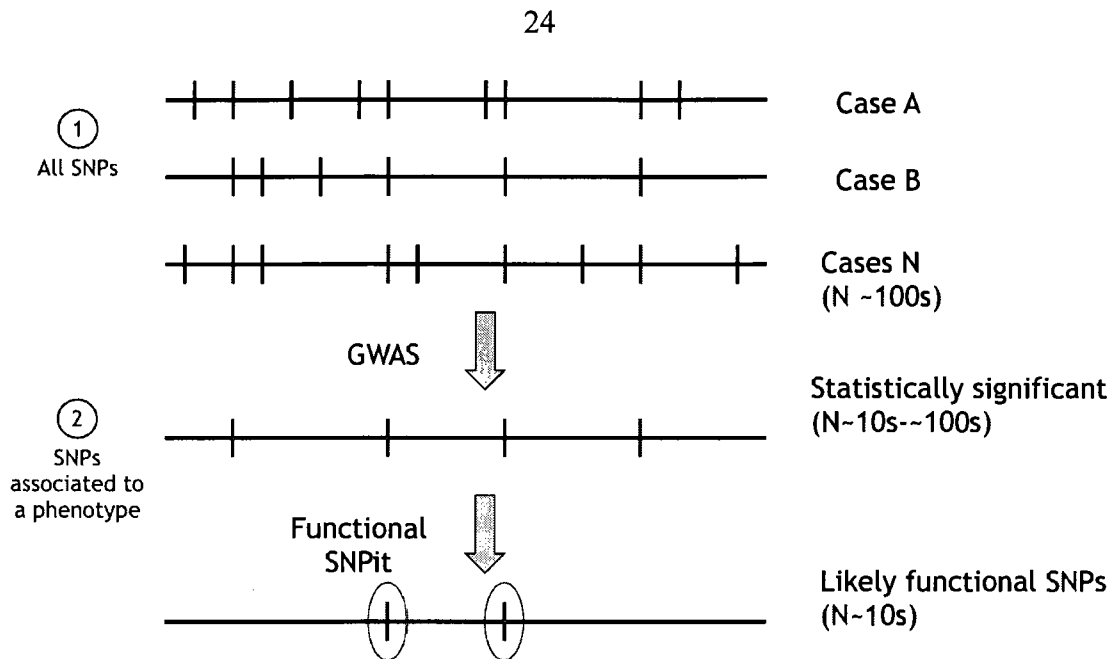 24
Case A
1
All SNPs
Case B
Cases N
(N ~100s)
GWAS
Statistically significant
(N~10s-~100s)
2
SNPs
associated to
a phenotype
Functional
SNPit
Likely functional SNPs
(N~10s)